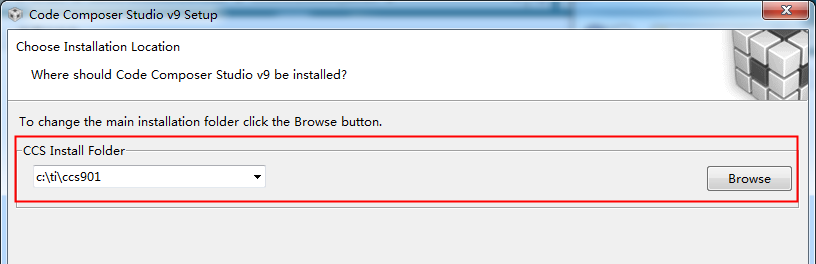 Code Composer Studio v9 Setup
Choose Installation Location
Where should Code Composer Studio v9 be installed?
To change the main installation folder click the Browse button.
CCS Install Folder
c:\ti\ccs901
Browse